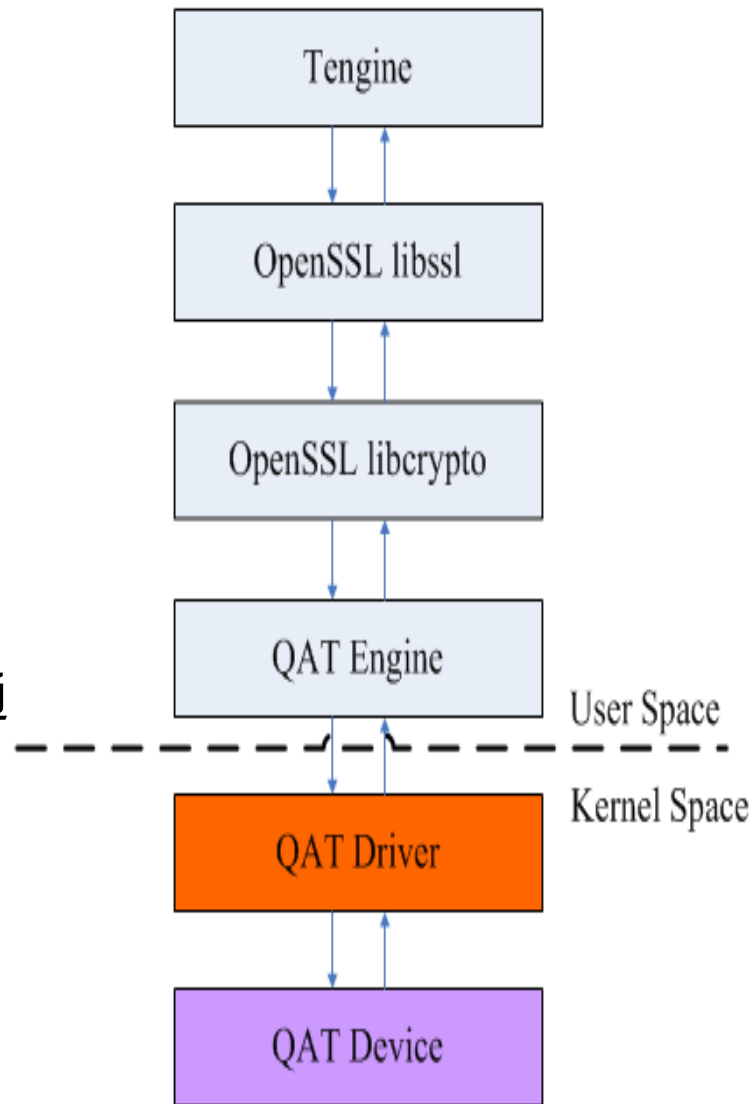 Tengine
OpenSSL libssl
OpenSSL libcrypto
QAT Engine
User Space
Kernel Space
QAT Driver
QAT Device